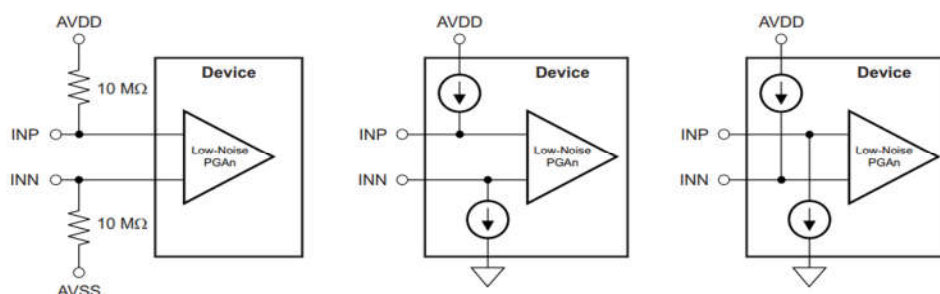 AVDD
Device
10 MΩ
INP
Low-Noise
PGAn
INN
10 MΩ
AVSS
AVDD
Device
INP
Low-Noise
PGAn
INN
AVDD
Device
INP
Low-Noise
PGAn
INN